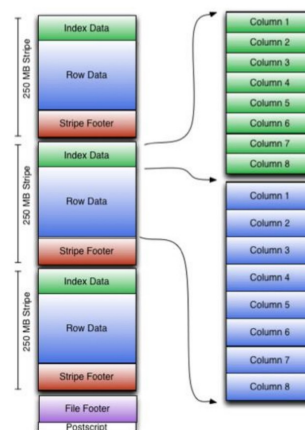 250 MB Stripe
Index Data
Row Data
Stripe Footer
250 MB Stripe
Index Data
Row Data
Stripe Footer
250 MB Stripe
Index Data
Row Data
Stripe Footer
File Footer
Postscript
Column 1
Column 2
Column 3
Column 4
Column 5
Column 6
Column 7
Column 8
Column 1
Column 2
Column 3
Column 4
Column 5
Column 6
Column 7
Column 8